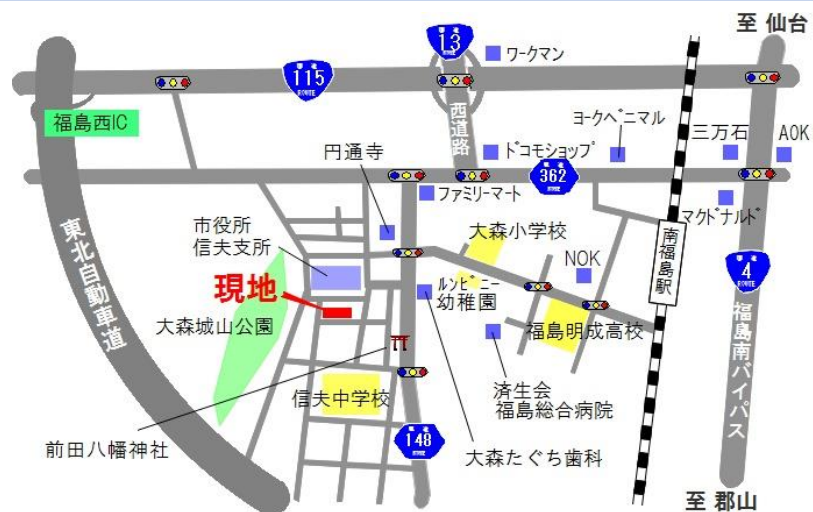 至 仙台
13
ワークマン
115
ROUTE
福島西IC
西道路
ヨークベニマル
三万石
AOK
円通寺
ドコモショップ
362
ファミリーマート
マクドナルド
市役所
信夫支所
大森小学校
南福島駅
4
ROUTE
東北自動車道
現地
NOK
ルンビニー
幼稚園
大森城山公園
福島明成高校
福島南バイパス
信夫中学校
済生会
福島総合病院
148
前田八幡神社
大森たぐち歯科
至 郡山